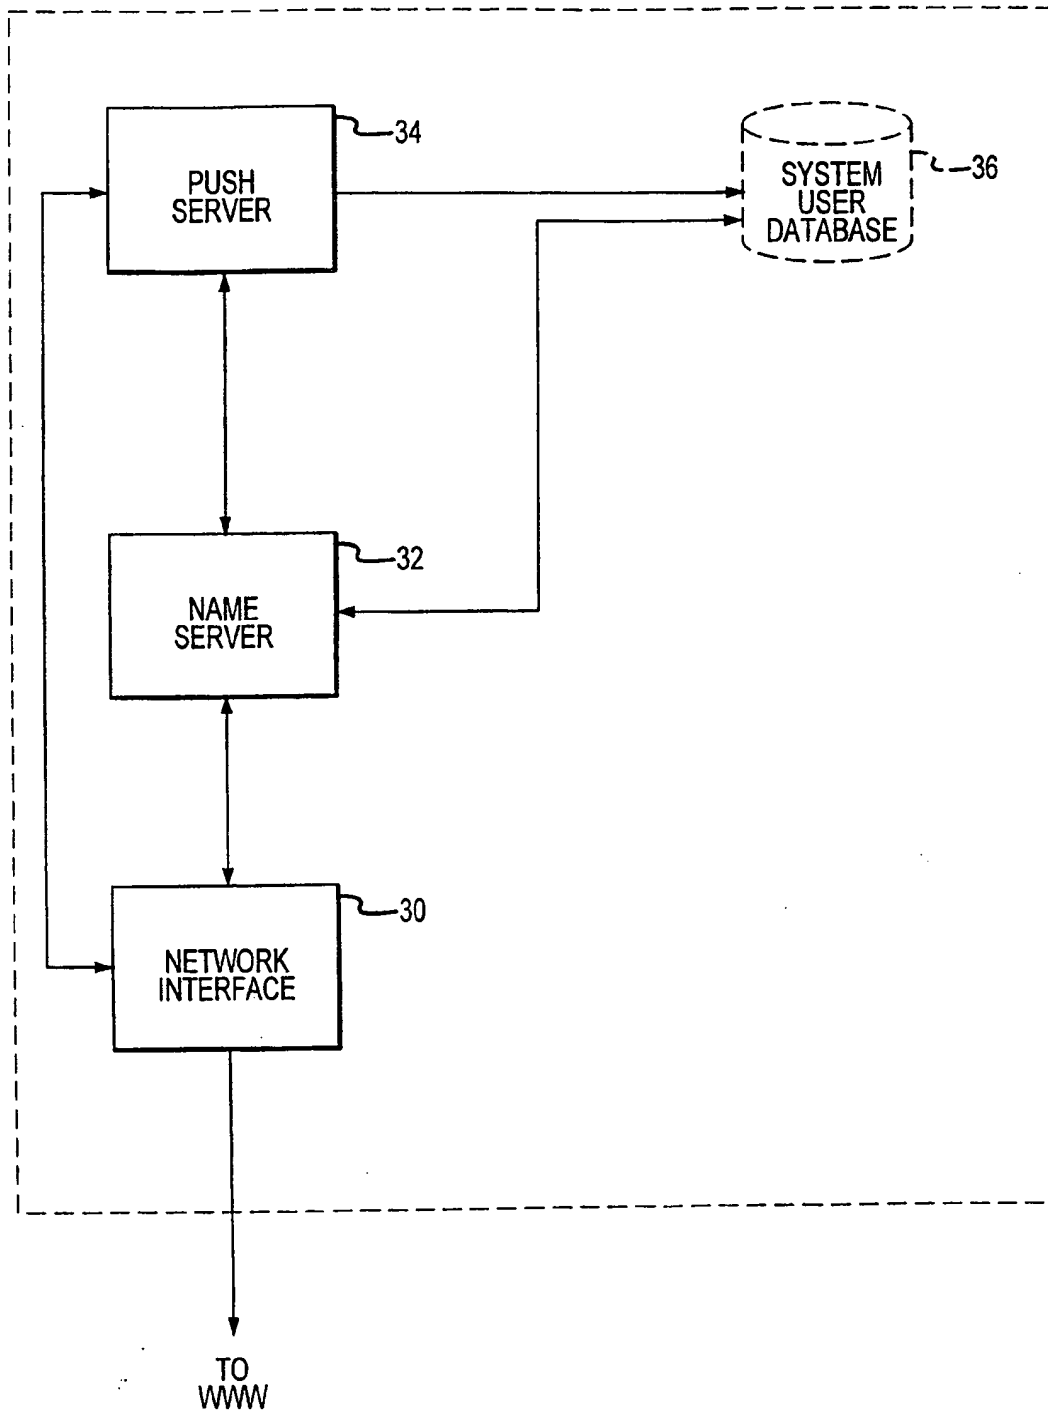 34
PUSH
SERVER
36
SYSTEM
USER
DATABASE
32
NAME
SERVER
30
NETWORK
INTERFACE
TO
WWW